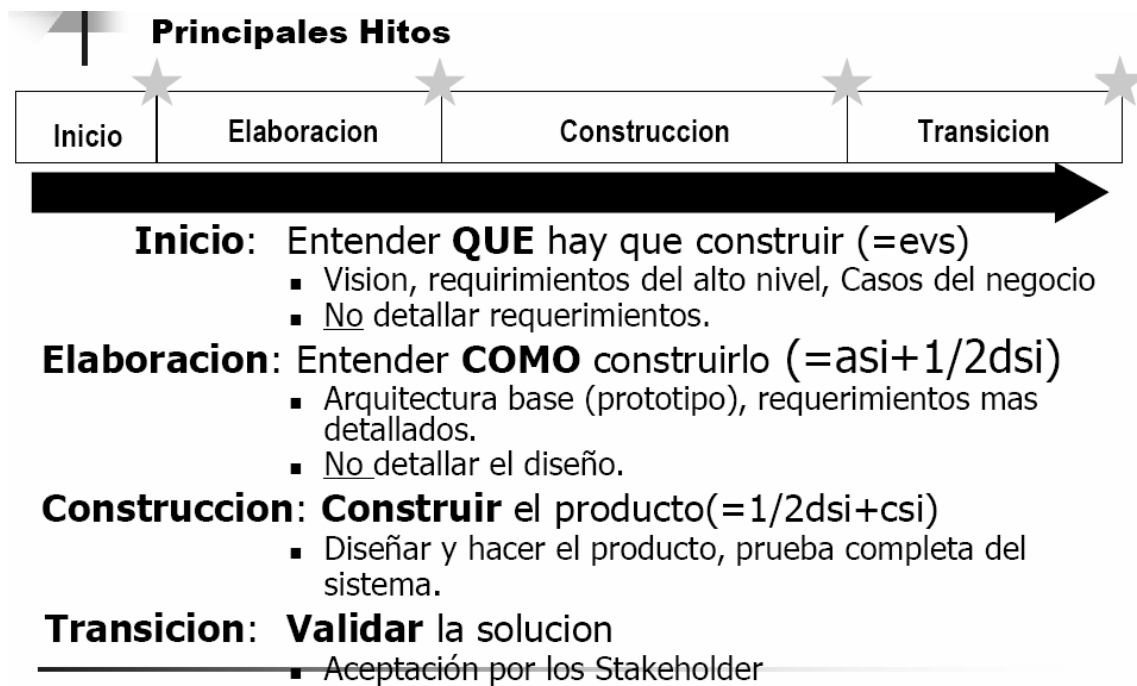 Principales Hitos
Inicio
Elaboracion
Construccion
Transicion
Inicio: Entender QUE hay que construir (=evs)
▪ Vision, requirimientos del alto nivel, Casos del negocio
▪ No detallar requerimientos.
Elaboracion: Entender COMO construirlo (=asi+1/2dsi)
▪ Arquitectura base (prototipo), requerimientos mas
detallados.
▪ No detallar el diseño.
Construccion: Construir el producto(=1/2dsi+csi)
▪ Diseñar y hacer el producto, prueba completa del
sistema.
Transicion: Validar la solucion
▪ Aceptación por los Stakeholder